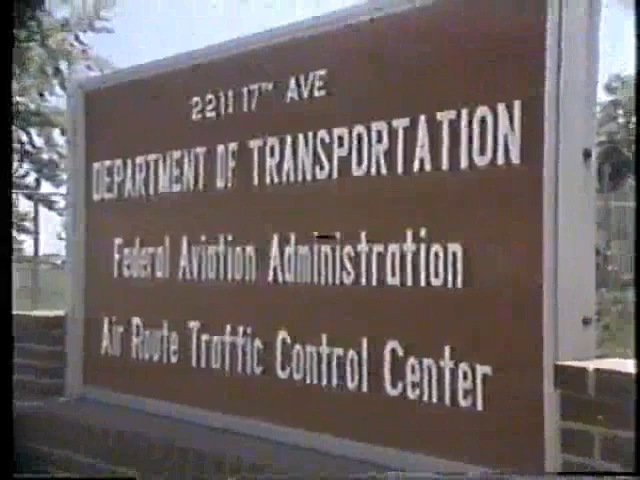 2211 17TH AVE
DEPARTMENT OF TRANSPORTATION
Federal Aviation Administration
Air Route Traffic Control Center